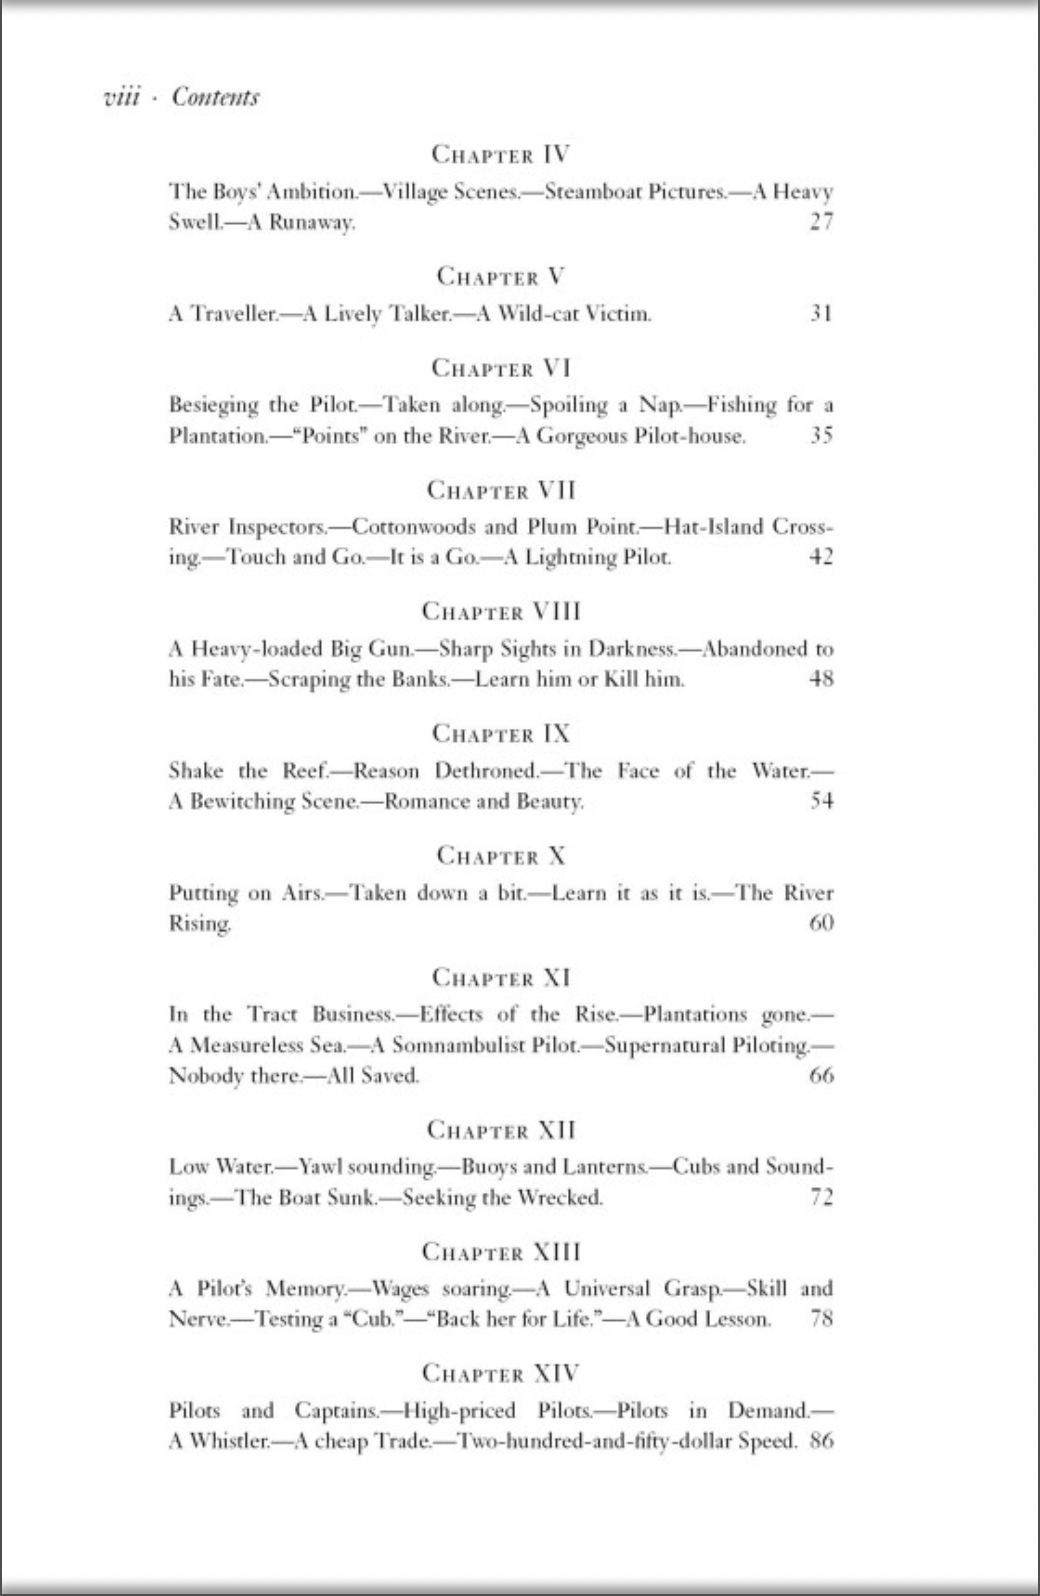 viii · Contents
Chapter IV
The Boys' Ambition.—Village Scenes.—Steamboat Pictures.—A Heavy
Swell.—A Runaway. 27
Chapter V
A Traveller.—A Lively Talker.—A Wild-cat Victim. 31
Chapter VI
Besieging the Pilot.—Taken along.—Spoiling a Nap.—Fishing for a
Plantation.—“Points” on the River.—A Gorgeous Pilot-house. 35
Chapter VII
River Inspectors.—Cottonwoods and Plum Point.—Hat-Island Cross-
ing.—Touch and Go.—It is a Go.—A Lightning Pilot. 42
Chapter VIII
A Heavy-loaded Big Gun.—Sharp Sights in Darkness.—Abandoned to
his Fate.—Scraping the Banks.—Learn him or Kill him. 48
Chapter IX
Shake the Reef.—Reason Dethroned.—The Face of the Water.—
A Bewitching Scene.—Romance and Beauty. 54
Chapter X
Putting on Airs.—Taken down a bit.—Learn it as it is.—The River
Rising. 60
Chapter XI
In the Tract Business.—Effects of the Rise.—Plantations gone.—
A Measureless Sea.—A Somnambulist Pilot.—Supernatural Piloting.—
Nobody there.—All Saved. 66
Chapter XII
Low Water.—Yawl sounding.—Buoys and Lanterns.—Cubs and Sound-
ings.—The Boat Sunk.—Seeking the Wrecked. 72
Chapter XIII
A Pilot's Memory.—Wages soaring.—A Universal Grasp.—Skill and
Nerve.—Testing a “Cub.”—“Back her for Life.”—A Good Lesson. 78
Chapter XIV
Pilots and Captains.—High-priced Pilots.—Pilots in Demand.—
A Whistler.—A cheap Trade.—Two-hundred-and-fifty-dollar Speed. 86